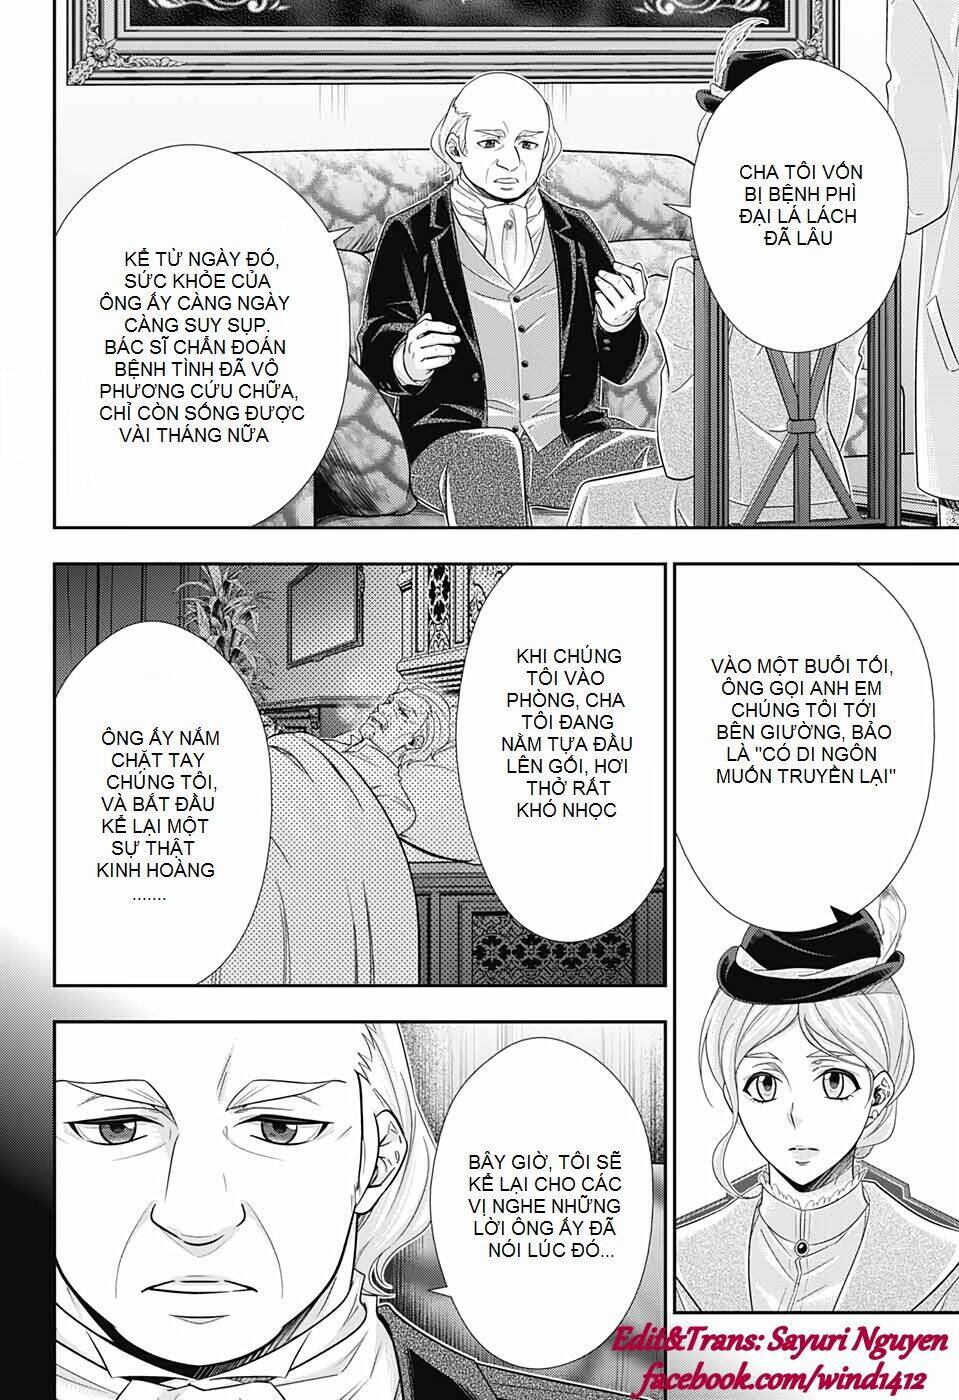 CHA TÔI VỐN
BỊ BỆNH PHÌ
ĐẠI LÁ LÁCH
ĐÃ LÂU
KỂ TỪ NGÀY ĐÓ,
SỨC KHỎE CỦA
ÔNG ẤY CÀNG NGÀY
CÀNG SUY SỤP.
BÁC SĨ CHẨN ĐOÁN
BỆNH TÌNH ĐÃ VÔ
PHƯƠNG CỨU CHỮA,
CHỈ CÒN SỐNG ĐƯỢC
VÀI THÁNG NỮA
VÀO MỘT BUỔI TỐI,
ÔNG GỌI ANH EM
CHÚNG TÔI TỚI
BÊN GIƯỜNG, BẢO
LÀ "CÓ DI NGÔN
MUỐN TRUYỀN LẠI"
KHI CHÚNG
TÔI VÀO
PHÒNG, CHA
TÔI ĐANG
NẰM TỰA ĐẦU
LÊN GỐI, HƠI
THỞ RẤT
KHÓ NHỌC
ÔNG ẤY NẮM
CHẶT TAY
CHÚNG TÔI,
VÀ BẮT ĐẦU
KỂ LẠI MỘT
SỰ THẬT
KINH HOÀNG
.......
BÂY GIỜ, TÔI SẼ
KỂ LẠI CHO CÁC
VỊ NGHE NHỮNG
LỜI ÔNG ẤY ĐÃ
NÓI LÚC ĐÓ...
Edit&Trans: Sayuri Nguyen
facebook.com/wind1412